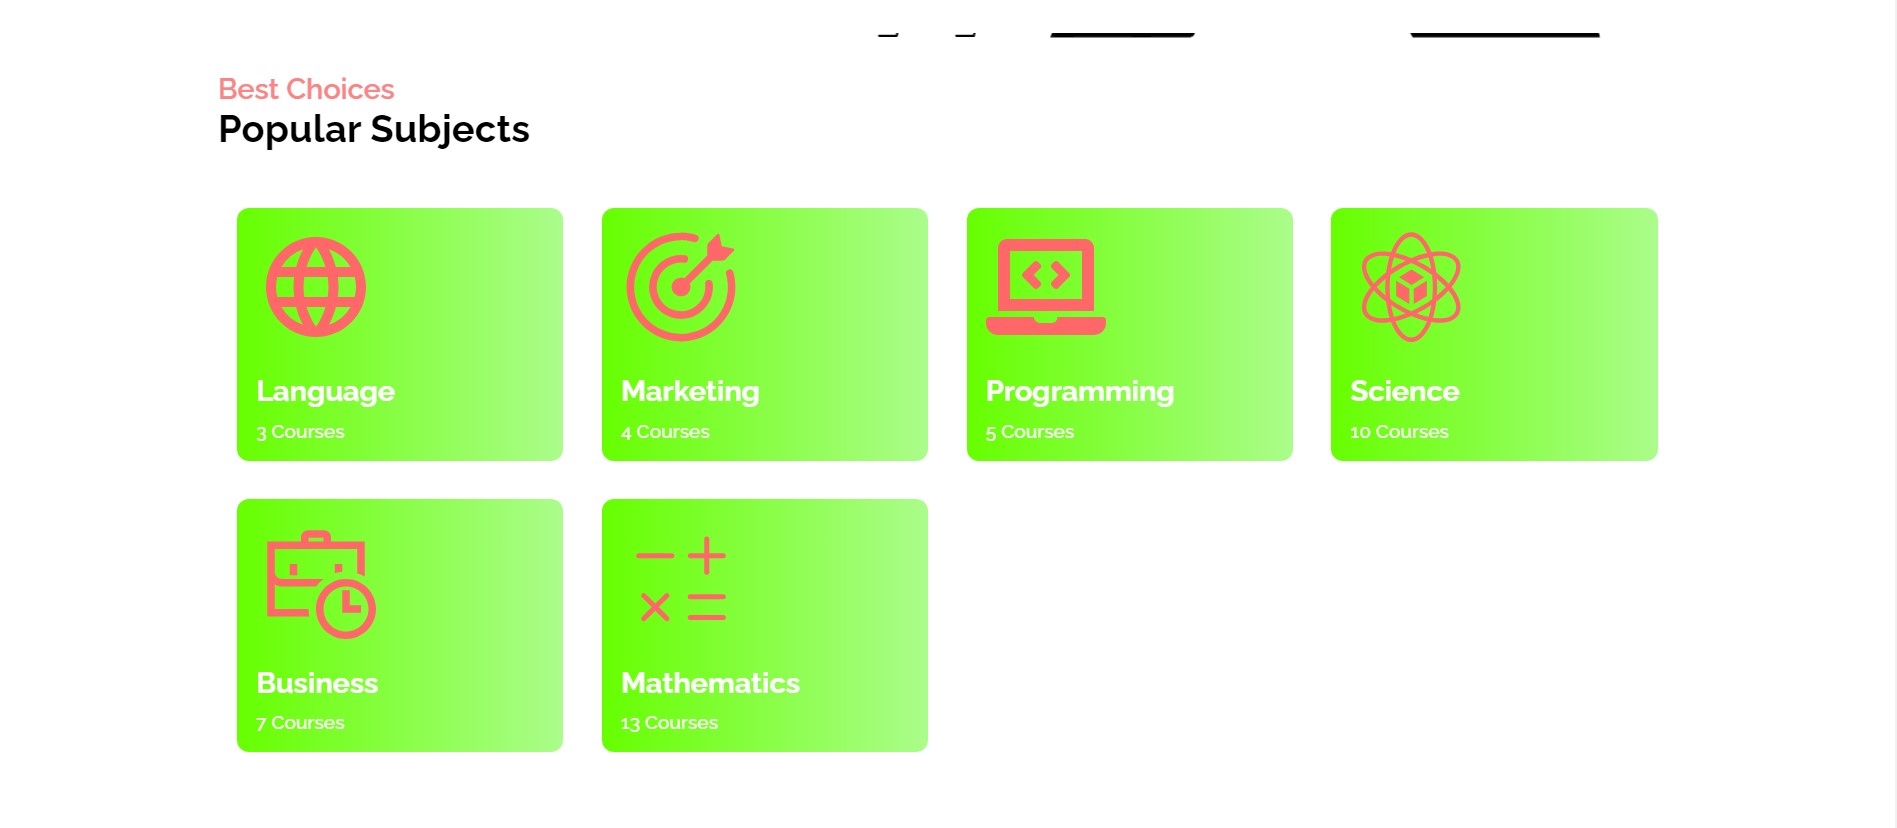 Best Choices
Popular Subjects
Language
3 Courses
Marketing
4 Courses
Programming
5 Courses
Science
10 Courses
Business
7 Courses
Mathematics
13 Courses